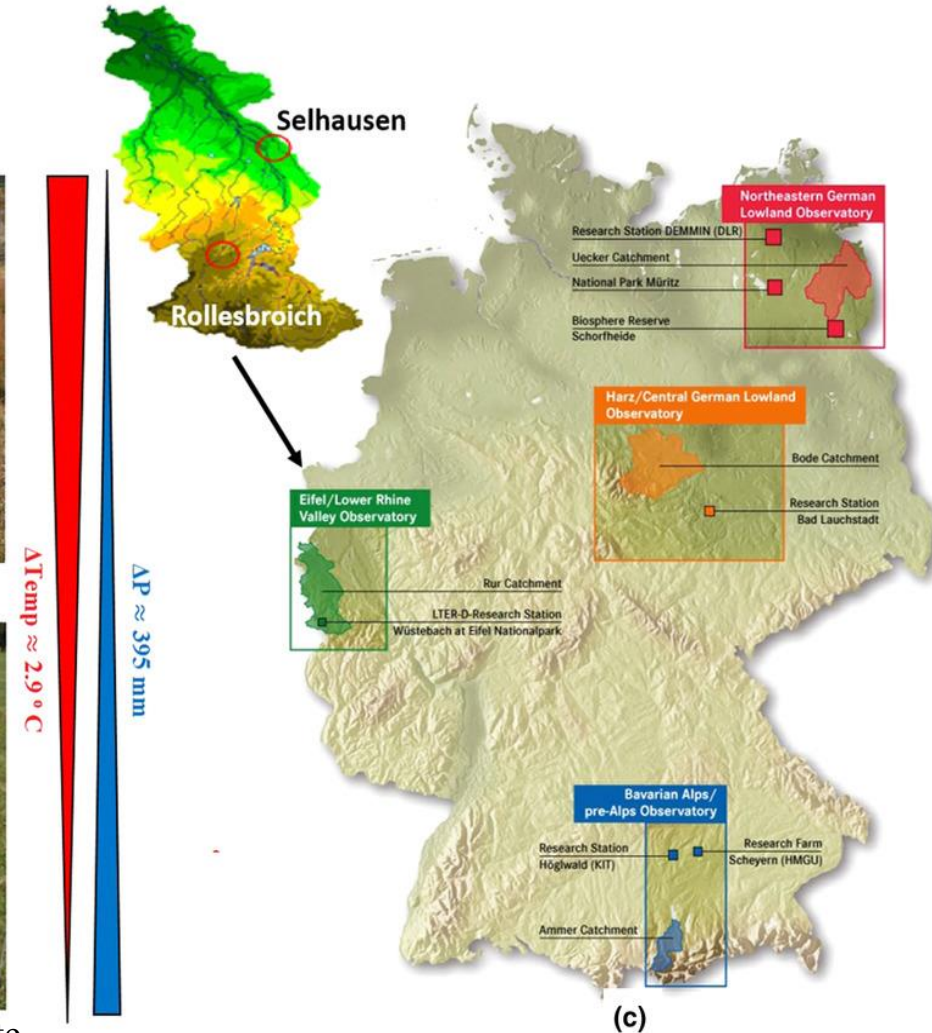 Selhausen
Rollesbroich
ΔTemp ≈ 2.9 º C
ΔP ≈ 395 mm
Northeastern German
Lowland Observatory
Research Station DEMMIN (DLR)
Uecker Catchment
National Park Müritz
Biosphere Reserve
Schorfheide
Harz/Central German Lowland
Observatory
Bode Catchment
Research Station
Bad Lauchstadt
Eifel/Lower Rhine
Valley Observatory
Rur Catchment
LTER-D-Research Station
Wüstebach at Eifel Nationalpark
Bavarian Alps/
pre-Alps Observatory
Research Station
Höglwald (KIT)
Research Farm
Scheyern (HMGU)
Ammer Catchment
(c)